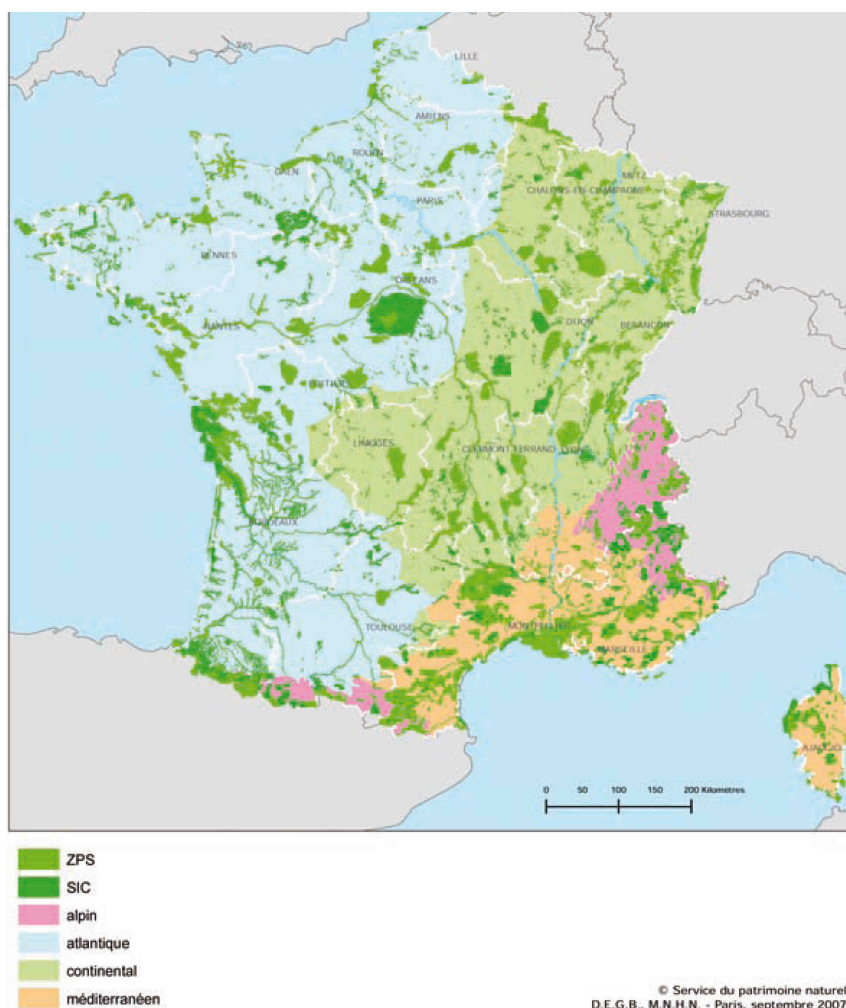 LILLE
AMIENS
ROUEN
CAEN
METZ
CHALONS-EN-CHAMPAGNE
PARIS
STRASBOURG
RENNES
ORLEANS
NANTES
DIJON
BESANCON
POITIERS
LIMOGES
CLERMONT FERRAND
LYON
BORDEAUX
TOULOUSE
MONTPELLIER
MARSEILLE
AJACCIO
0 50 100 150 200 Kilomètres
ZPS
SIC
alpin
atlantique
continental
méditerranéen
© Service du patrimoine naturel
D.E.G.B., M.N.H.N. - Paris, septembre 2007